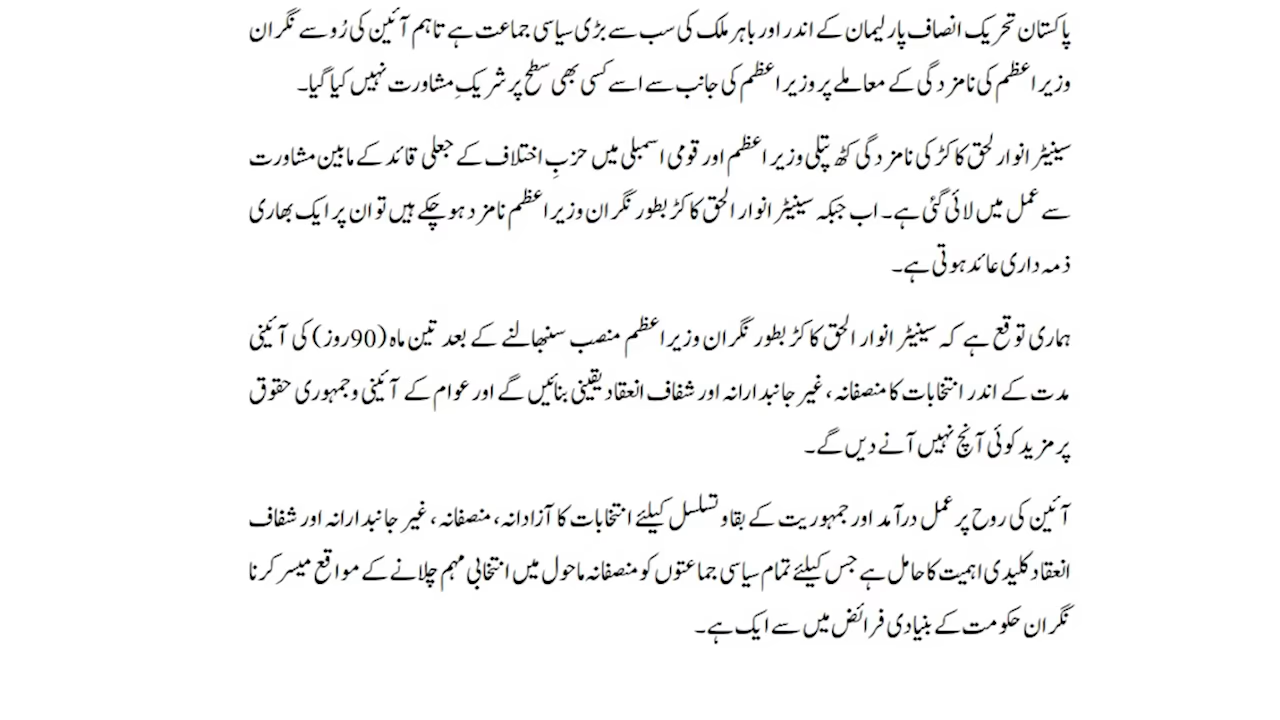 پاکستان تحریک انصاف پارلیمان کے اندر اور باہر ملک کی سب سے بڑی سیاسی جماعت ہے تاہم آئین کی رُو سے نگران
وزیراعظم کی نامزدگی کے معاملے پر وزیراعظم کی جانب سے اسے کسی بھی سطح پر شریکِ مشاورت نہیں کیا گیا۔
سینیٹر انوارلحق کاکڑ کی نامزدگی کٹھ پتلی وزیراعظم اور قومی اسمبلی میں حزبِ اختلاف کے جعلی قائد کے مابین مشاورت
سے عمل میں لائی گئی ہے۔ اب جبکہ سینیٹر انوار الحق کاکڑ بطور نگران وزیراعظم نامزد ہوچکے ہیں تو ان پر ایک بھاری
ذمہ داری عائد ہوتی ہے۔
ہماری توقع ہے کہ سینیٹر انوار الحق کاکڑ بطور نگران وزیراعظم منصب سنبھالنے کے بعد تین ماہ (90روز) کی آئینی
مدت کے اندر انتخابات کا منصفانہ، غیر جانبدارانہ اور شفاف انعقاد یقینی بنائیں گے اور عوام کے آئینی و جمہوری حقوق
پر مزید کوئی آنچ نہیں آنے دیں گے۔
آئین کی روح پر عمل درآمد اور جمہوریت کے بقا و تسلسل کیلئے انتخابات کا آزادانہ، منصفانہ، غیر جانبدارانہ اور شفاف
انعقاد کلیدی اہمیت کا حامل ہے جس کیلئے تمام سیاسی جماعتوں کو منصفانہ ماحول میں انتخابی مہم چلانے کے مواقع میسر کرنا
نگران حکومت کے بنیادی فرائض میں سے ایک ہے۔